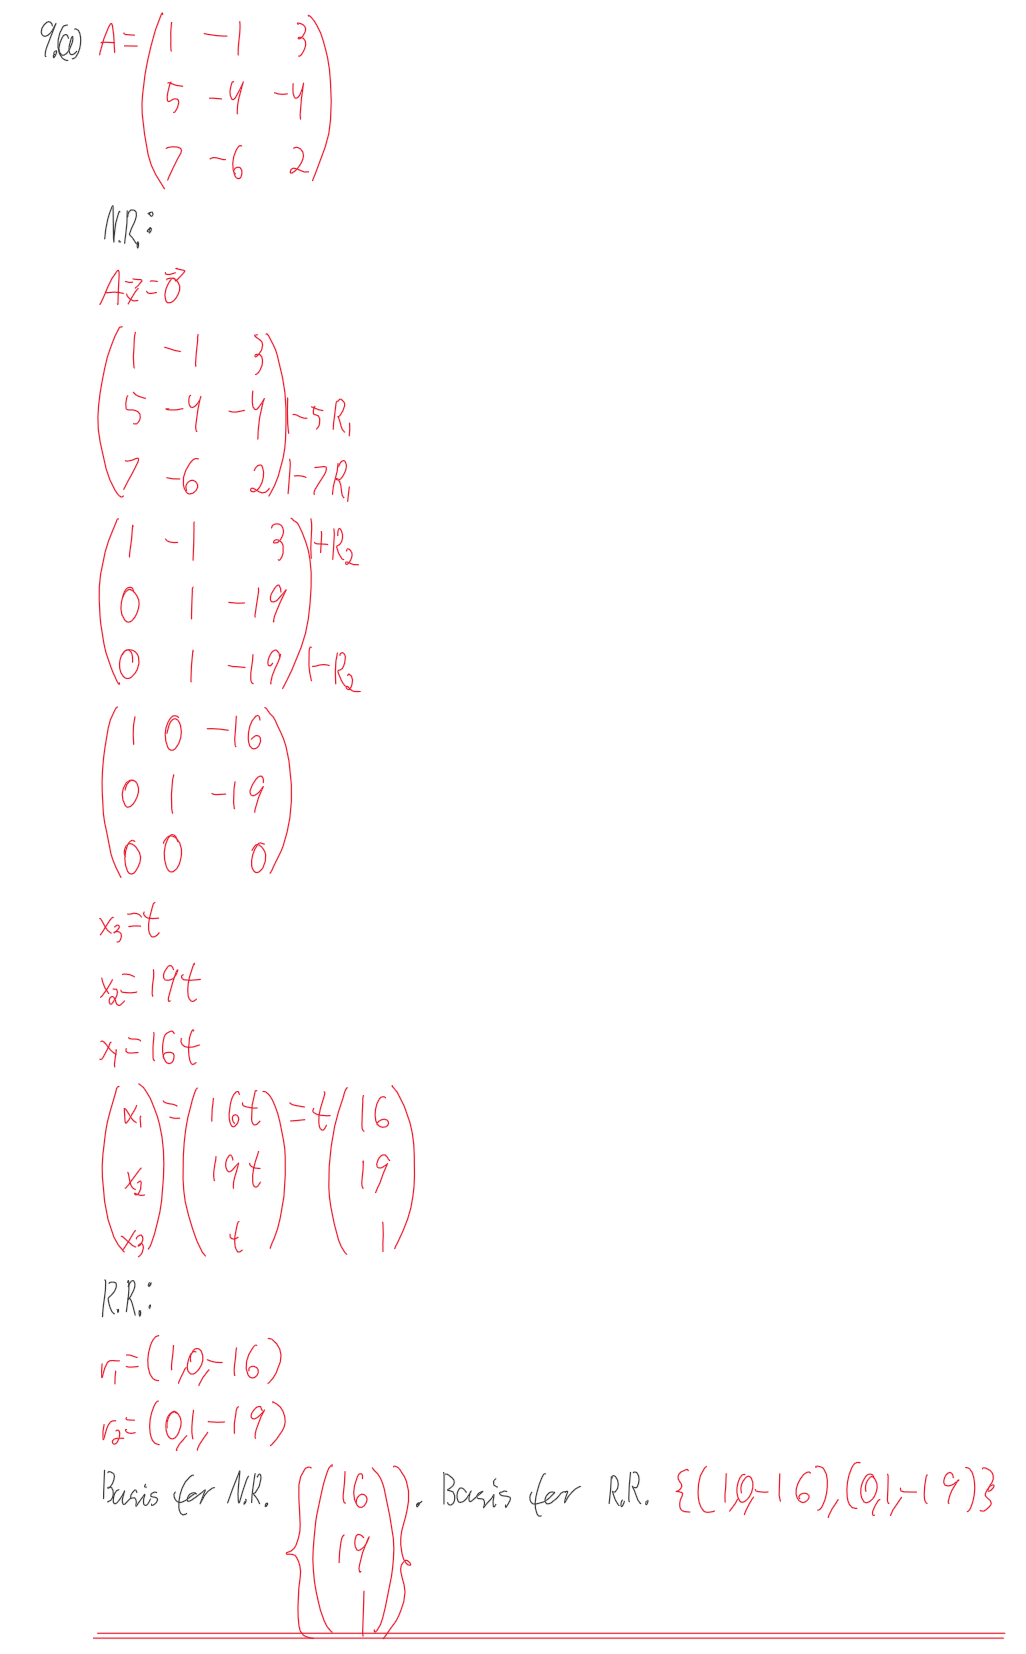 9.(a) A=(1 -1 3
5 -4 -4
7 -6 2)
N.R.:
Ax⃗=0⃗
(1 -1 3
5 -4 -4 |-5R₁
7 -6 2) |-7R₁
(1 -1 3 |+R₂
0 1 -19
0 1 -19) |-R₂
(1 0 -16
0 1 -19
0 0 0)
x₃=t
x₂=19t
x₁=16t
(x₁ =(16t =t(16
x₂ 19t 19
x₃) t) 1)
R.R.:
r₁=(1,0,-16)
r₂=(0,1,-19)
Basis for N.R. {(16 . Basis for R.R. {(1,0,-16),(0,1,-19)}
19
1)}